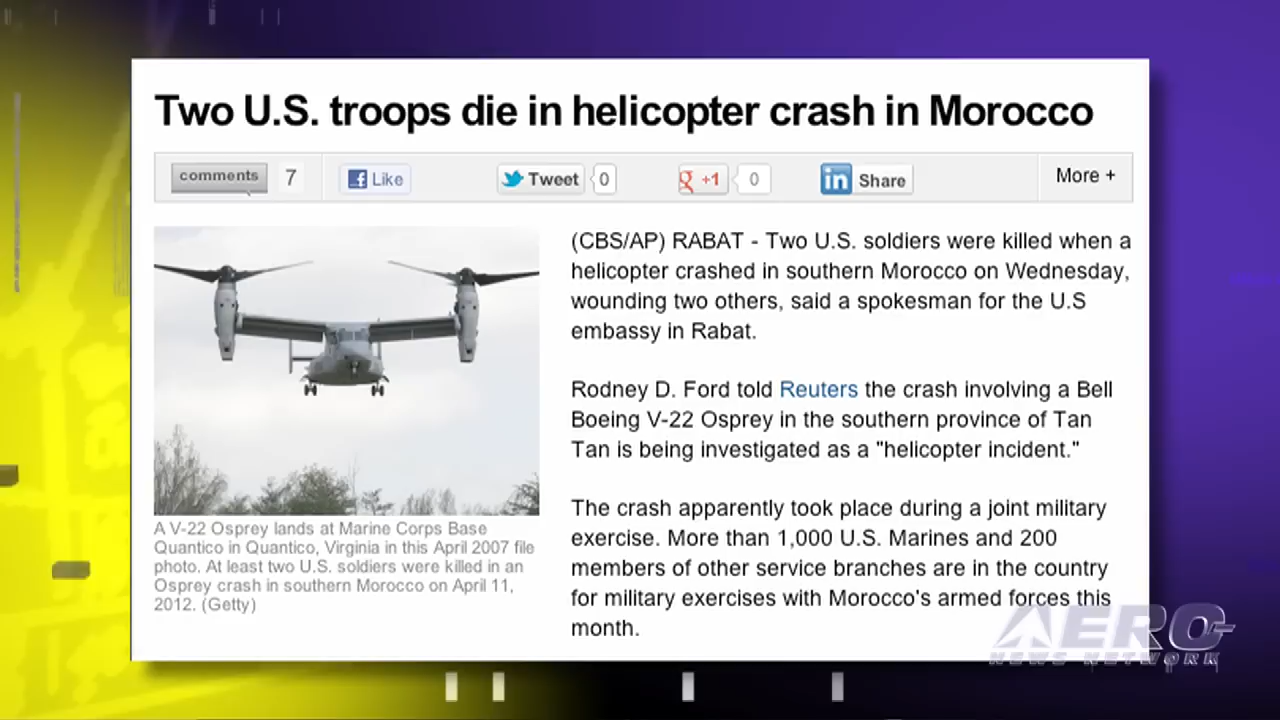 Two U.S. troops die in helicopter crash in Morocco
comments 7 Like Tweet 0 +1 0 in Share More +
(CBS/AP) RABAT - Two U.S. soldiers were killed when a
helicopter crashed in southern Morocco on Wednesday,
wounding two others, said a spokesman for the U.S
embassy in Rabat.
Rodney D. Ford told Reuters the crash involving a Bell
Boeing V-22 Osprey in the southern province of Tan
Tan is being investigated as a "helicopter incident."
The crash apparently took place during a joint military
exercise. More than 1,000 U.S. Marines and 200
members of other service branches are in the country
for military exercises with Morocco's armed forces this
month.
A V-22 Osprey lands at Marine Corps Base
Quantico in Quantico, Virginia in this April 2007 file
photo. At least two U.S. soldiers were killed in an
Osprey crash in southern Morocco on April 11,
2012. (Getty)
AERO
NEWS NETWORK